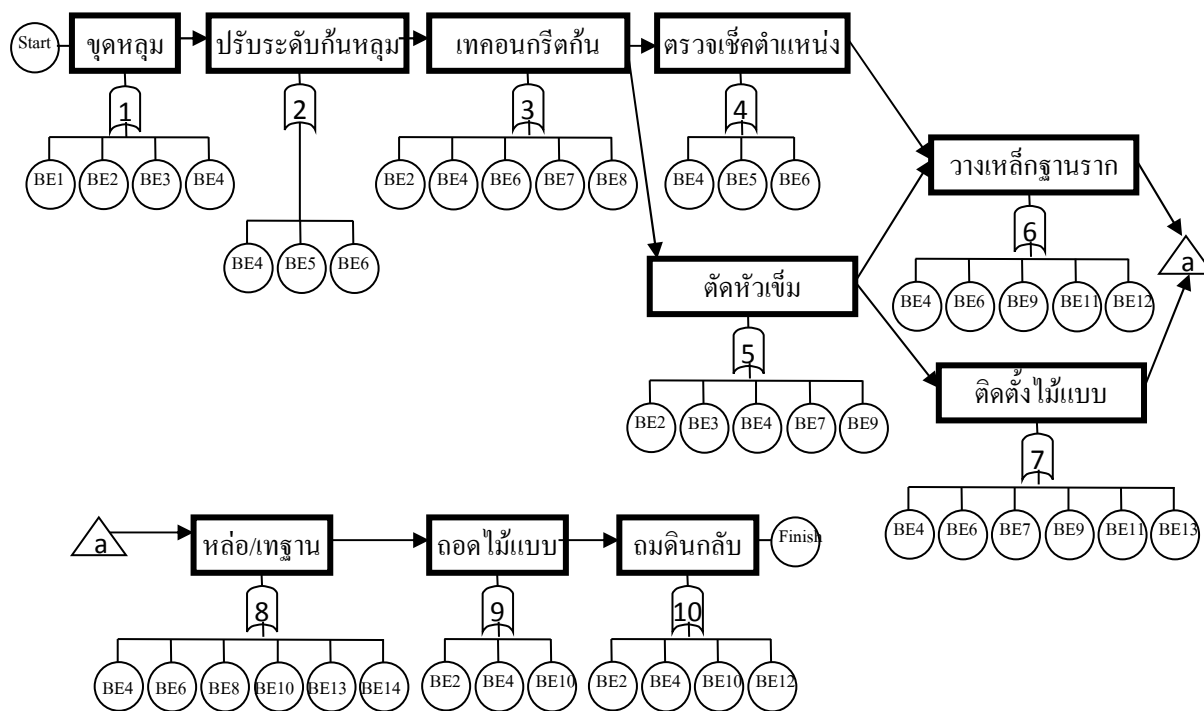 Start
ขุดหลุม
ปรับระดับก้นหลุม
เทคอนกรีตก้น
ตรวจเช็คตำแหน่ง
1
2
3
4
BE1 BE2 BE3 BE4
BE4 BE5 BE6
BE2 BE4 BE6 BE7 BE8
BE4 BE5 BE6
วางเหล็กฐานราก
6
BE4 BE6 BE9 BE11 BE12
a
ตัดหัวเข็ม
5
BE2 BE3 BE4 BE7 BE9
ติดตั้งไม้แบบ
7
BE4 BE6 BE7 BE9 BE11 BE13
a
หล่อ/เทฐาน
ถอดไม้แบบ
ถมดินกลับ
Finish
8
9
10
BE4 BE6 BE8 BE10 BE13 BE14
BE2 BE4 BE10
BE2 BE4 BE10 BE12